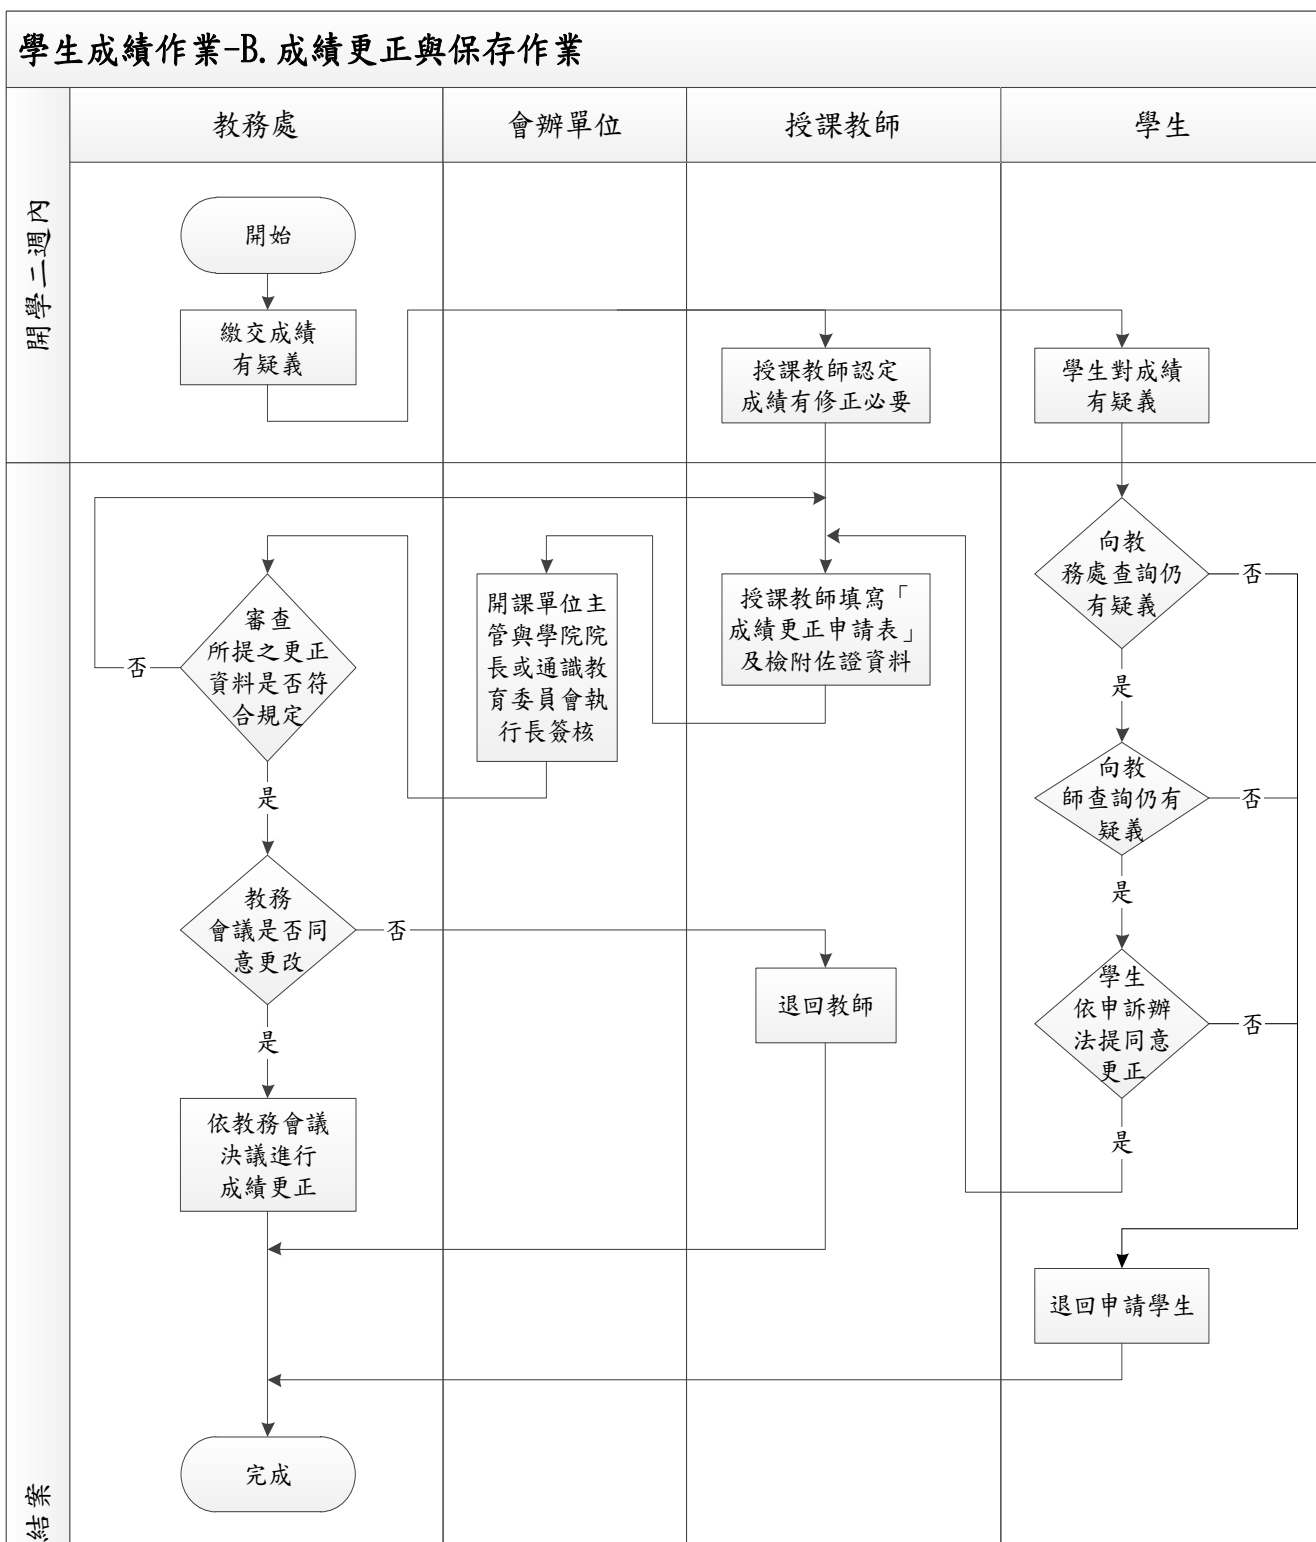 學生成績作業-B.成績更正與保存作業
教務處
會辦單位
授課教師
學生
開學二週內
開始
繳交成績
有疑義
授課教師認定
成績有修正必要
學生對成績
有疑義
向教
務處查詢仍
有疑義
否
是
審查
所提之更正
資料是否符
合規定
否
是
開課單位主
管與學院院
長或通識教
育委員會執
行長簽核
授課教師填寫「
成績更正申請表」
及檢附佐證資料
向教
師查詢仍有
疑義
否
是
教務
會議是否同
意更改
否
是
退回教師
學生
依申訴辦
法提同意
更正
否
是
依教務會議
決議進行
成績更正
退回申請學生
完成
結案